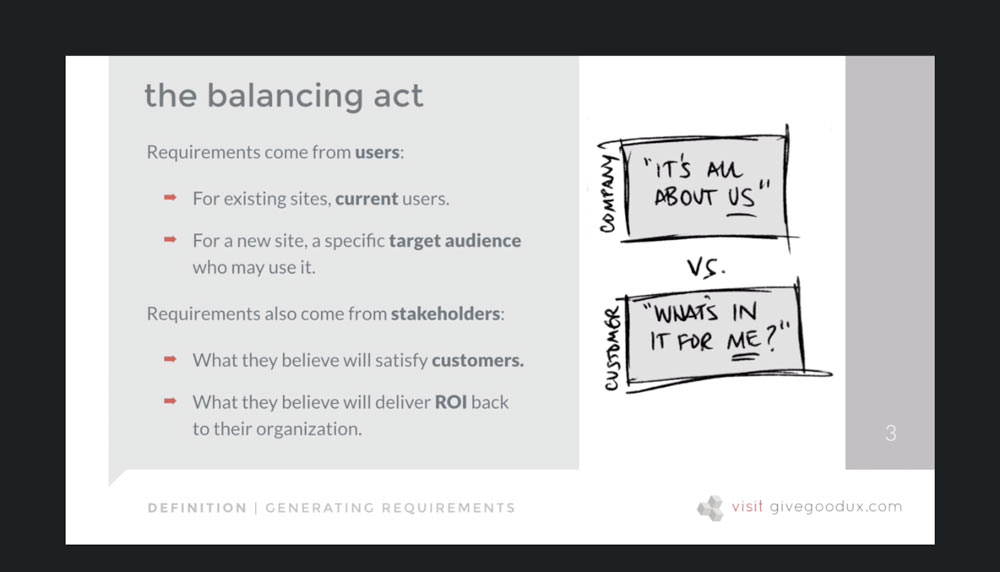 the balancing act
Requirements come from users:
For existing sites, current users.
For a new site, a specific target audience
who may use it.
Requirements also come from stakeholders:
What they believe will satisfy customers.
What they believe will deliver ROI back
to their organization.
COMPANY
"IT'S ALL
ABOUT US"
VS.
CUSTOMER
"WHAT'S IN
IT FOR ME?"
3
DEFINITION | GENERATING REQUIREMENTS
visit givegoodux.com